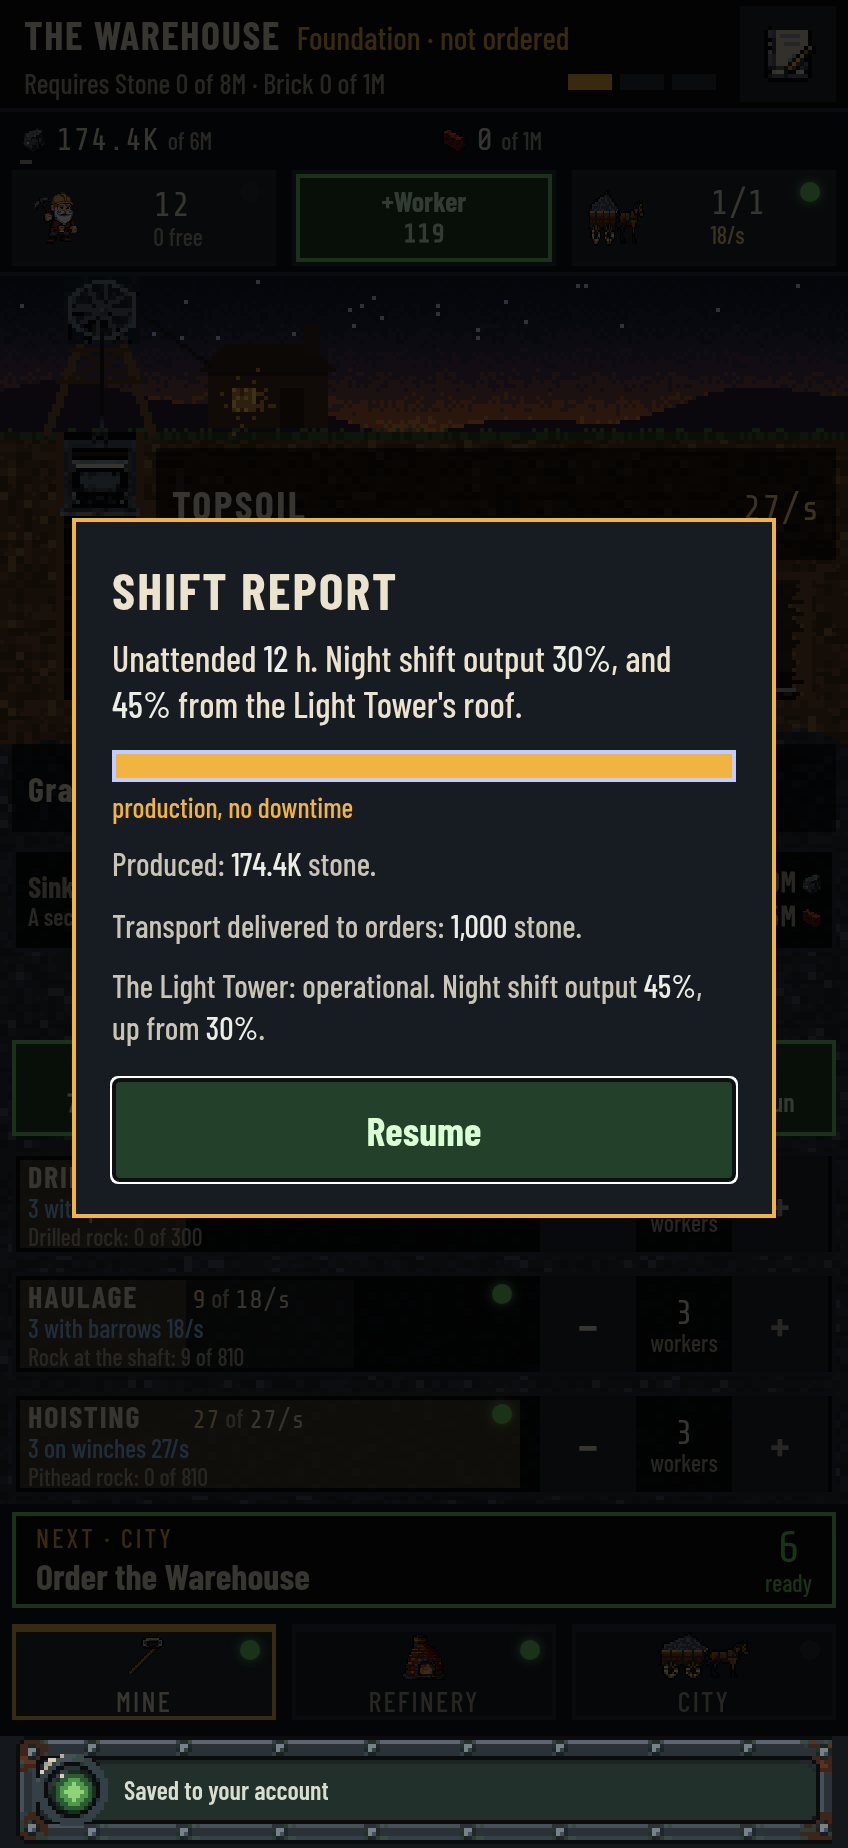 THE WAREHOUSE Foundation · not ordered
Requires Stone 0 of 8M · Brick 0 of 1M
174.4K of 6M 0 of 1M
12
0 free
+Worker
119
1/1
18/s
TOPSOIL 27/s
SHIFT REPORT
Unattended 12 h. Night shift output 30%, and
45% from the Light Tower's roof.
production, no downtime
Produced: 174.4K stone.
Transport delivered to orders: 1,000 stone.
The Light Tower: operational. Night shift output 45%,
up from 30%.
Resume
3
workers
Drilled rock: 0 of 300
HAULAGE 9 of 18/s
3 with barrows 18/s
Rock at the shaft: 9 of 810
− 3 +
workers
HOISTING 27 of 27/s
3 on winches 27/s
Pithead rock: 0 of 810
− 3 +
workers
NEXT · CITY
Order the Warehouse
6
ready
MINE REFINERY CITY
Saved to your account